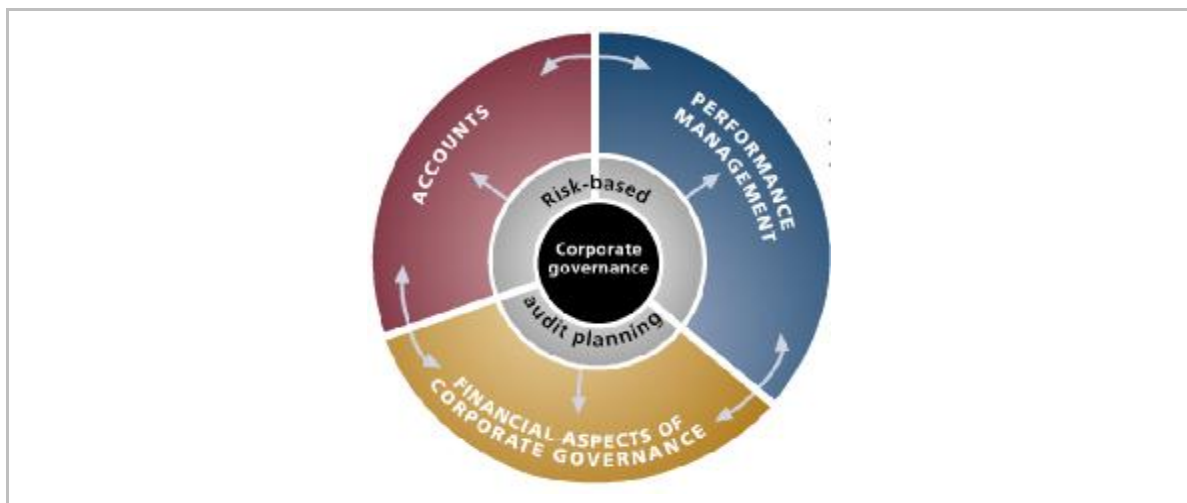 ACCOUNTS
PERFORMANCE
MANAGEMENT
Risk-based
Corporate
governance
audit planning
FINANCIAL ASPECTS OF
CORPORATE GOVERNANCE